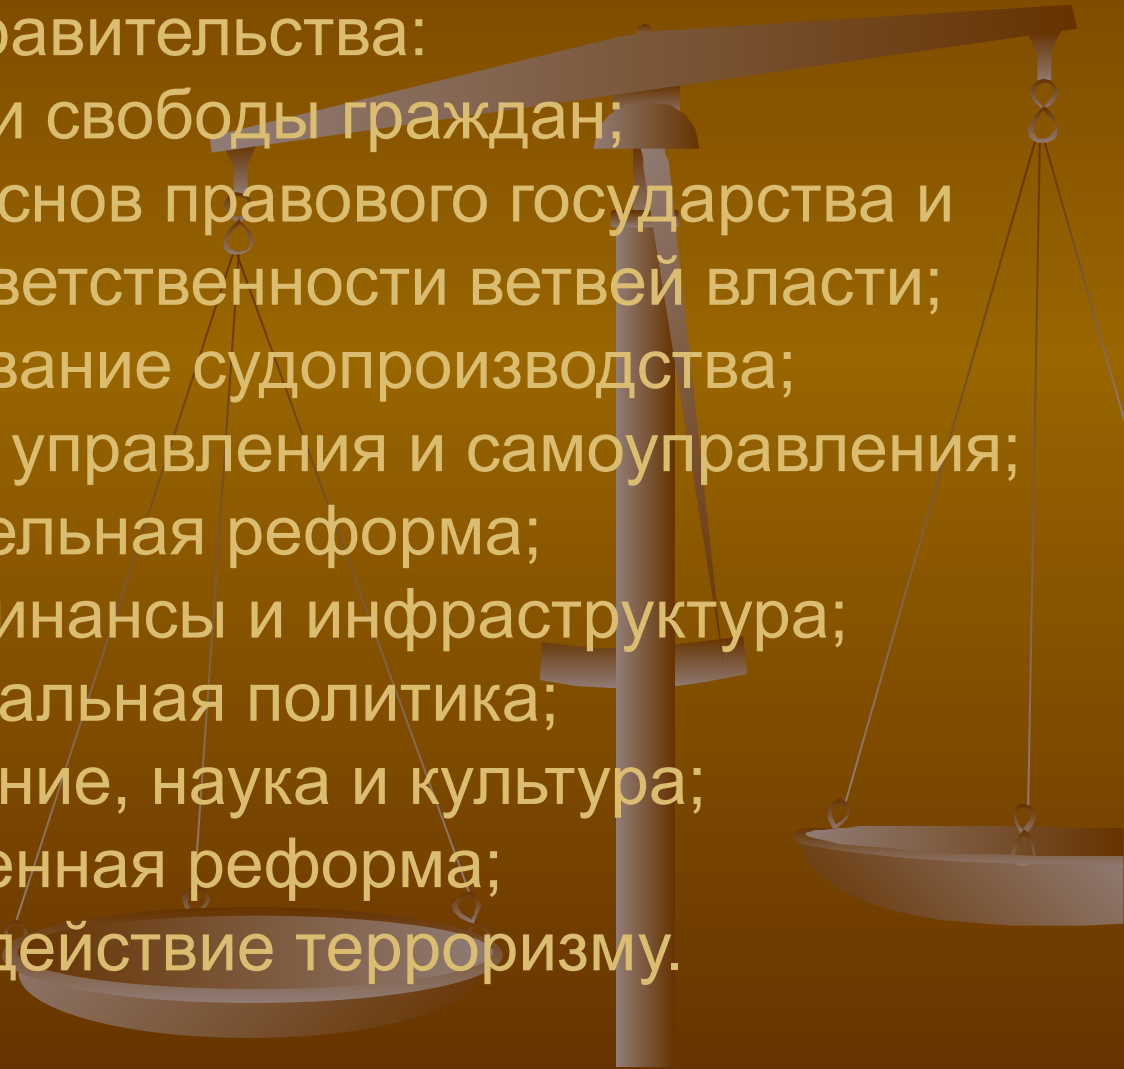 равительства:
и свободы граждан;
снов правового государства и
ветственности ветвей власти;
вание судопроизводства;
управления и самоуправления;
ельная реформа;
инансы и инфраструктура;
альная политика;
ние, наука и культура;
енная реформа;
действие терроризму.